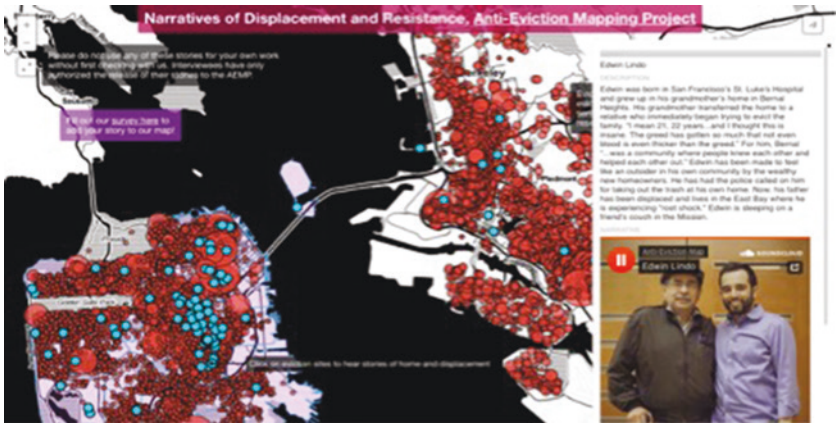 Narratives of Displacement and Resistance, Anti-Eviction Mapping Project
Please do not use any of these stories for your own work
without first checking with us. Interviewees have only
authorized the release of their stories to the AEMP.
Fill out our survey here to
add your story to our map!
Berkeley
Piedmont
Golden Gate Park
Click on eviction sites to hear stories of home and displacement
Edwin Lindo
DESCRIPTION
Edwin was born in San Francisco's St. Luke's Hospital
and grew up in his grandmother's home in Bernal
Heights. His grandmother transferred the home to a
relative who immediately began trying to evict the
family. "I mean 21, 22 years...and I thought this is
insane. The greed has gotten so much that not even
blood is even thicker than the greed." For him, Bernal
"...was a community where people knew each other and
helped each other out." Edwin has been made to feel
like an outsider in his own community by the wealthy
new homeowners. He has had the police called on him
for taking out the trash at his own home. Now, his father
has been displaced and lives in the East Bay where he
is experiencing "root shock." Edwin is sleeping on a
friend's couch in the Mission.
NARRATIVE
Anti-Eviction Map
SOUNDCLOUD
Edwin Lindo